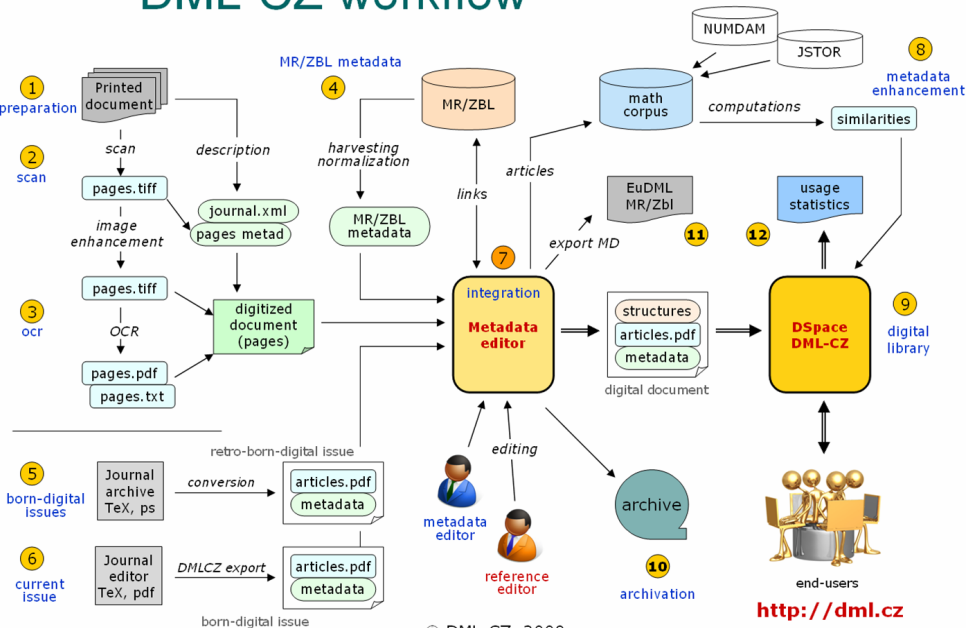 DML-CZ workflow
1
preparation
Printed
document
2
scan
scan
description
pages.tiff
journal.xml
pages metad
image
enhancement
pages.tiff
3
ocr
OCR
digitized
document
(pages)
pages.pdf
pages.txt
MR/ZBL metadata
4
MR/ZBL
harvesting
normalization
MR/ZBL
metadata
links
articles
NUMDAM
JSTOR
math
corpus
computations
8
metadata
enhancement
similarities
EuDML
MR/Zbl
export MD
11
usage
statistics
12
7
integration
Metadata
editor
structures
articles.pdf
metadata
digital document
DSpace
DML-CZ
9
digital
library
retro-born-digital issue
5
born-digital
issues
Journal
archive
TeX, ps
conversion
articles.pdf
metadata
6
current
issue
Journal
editor
TeX, pdf
DMLCZ export
articles.pdf
metadata
born-digital issue
editing
metadata
editor
reference
editor
archive
10
archivation
end-users
http://dml.cz